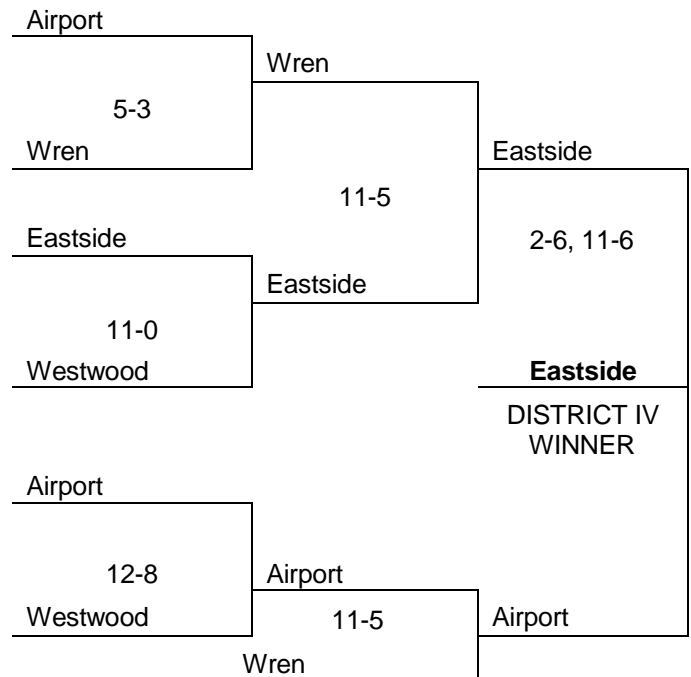 Airport
Wren
5-3
Wren
Eastside
11-5
Eastside
2-6, 11-6
Eastside
11-0
Westwood
Eastside
DISTRICT IV
WINNER
Airport
12-8
Airport
Westwood
11-5
Airport
Wren